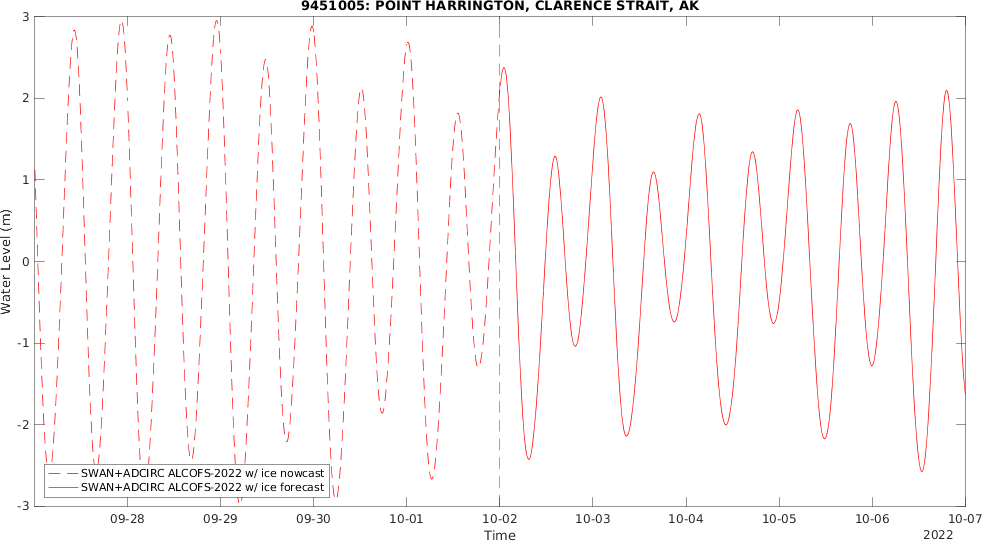 9451005: POINT HARRINGTON, CLARENCE STRAIT, AK
3
2
1
0
-1
-2
-3
Water Level (m)
SWAN+ADCIRC ALCOFS-2022 w/ ice nowcast
SWAN+ADCIRC ALCOFS-2022 w/ ice forecast
09-28 09-29 09-30 10-01 10-02 10-03 10-04 10-05 10-06 10-07
Time
2022